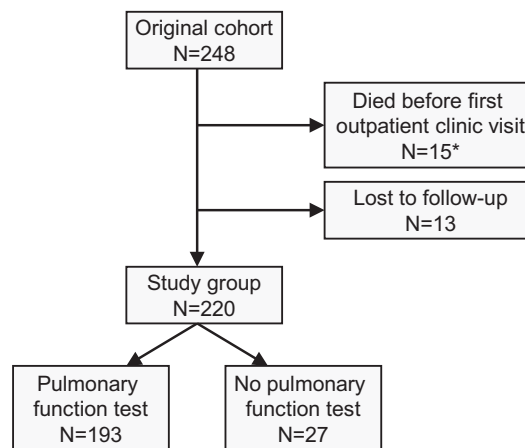 Original cohort
N=248
Died before first
outpatient clinic visit
N=15*
Lost to follow-up
N=13
Study group
N=220
Pulmonary
function test
N=193
No pulmonary
function test
N=27